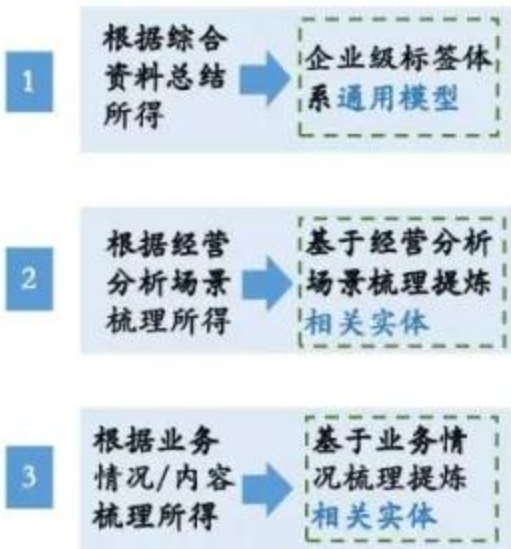 1
根据综合
资料总结
所得
企业级标签体
系通用模型
2
根据经营
分析场景
梳理所得
基于经营分析
场景梳理提炼
相关实体
3
根据业务
情况/内容
梳理所得
基于业务情
况梳理提炼
相关实体